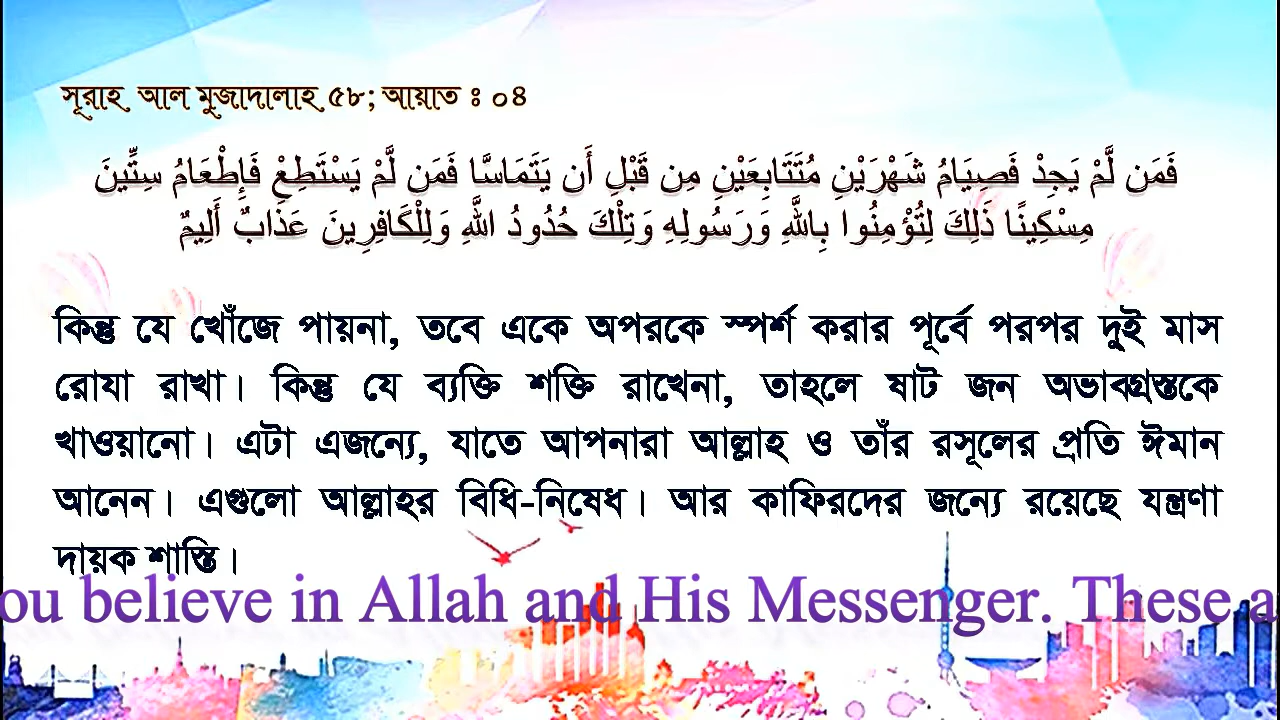 সূরাহ আল মুজাদালাহ ৫৮; আয়াত ঃ ০৪
فَمَن لَّمْ يَجِدْ فَصِيَامُ شَهْرَيْنِ مُتَتَابِعَيْنِ مِن قَبْلِ أَن يَتَمَاسَّا فَمَن لَّمْ يَسْتَطِعْ فَإِطْعَامُ سِتِّينَ
مِسْكِينًا ذَلِكَ لِتُؤْمِنُوا بِاللَّهِ وَرَسُولِهِ وَتِلْكَ حُدُودُ اللَّهِ وَلِلْكَافِرِينَ عَذَابٌ أَلِيمٌ
কিন্তু যে খোঁজে পায়না, তবে একে অপরকে স্পর্শ করার পূর্বে পরপর দুই মাস
রোযা রাখা। কিন্তু যে ব্যক্তি শক্তি রাখেনা, তাহলে ষাট জন অভাবগ্রস্তকে
খাওয়ানো। এটা এজন্যে, যাতে আপনারা আল্লাহ ও তাঁর রসূলের প্রতি ঈমান
আনেন। এগুলো আল্লাহর বিধি-নিষেধ। আর কাফিরদের জন্যে রয়েছে যন্ত্রণা
দায়ক শাস্তি।
ou believe in Allah and His Messenger. These a